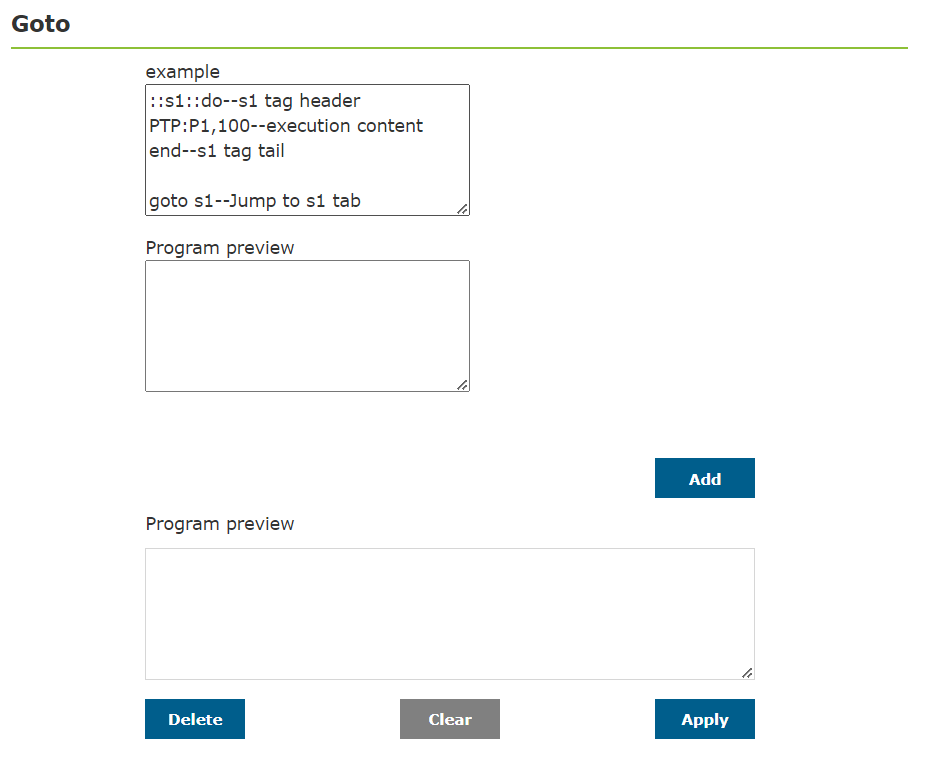 Goto
example
::s1::do--s1 tag header
PTP:P1,100--execution content
end--s1 tag tail
goto s1--Jump to s1 tab
Program preview
Add
Program preview
Delete
Clear
Apply